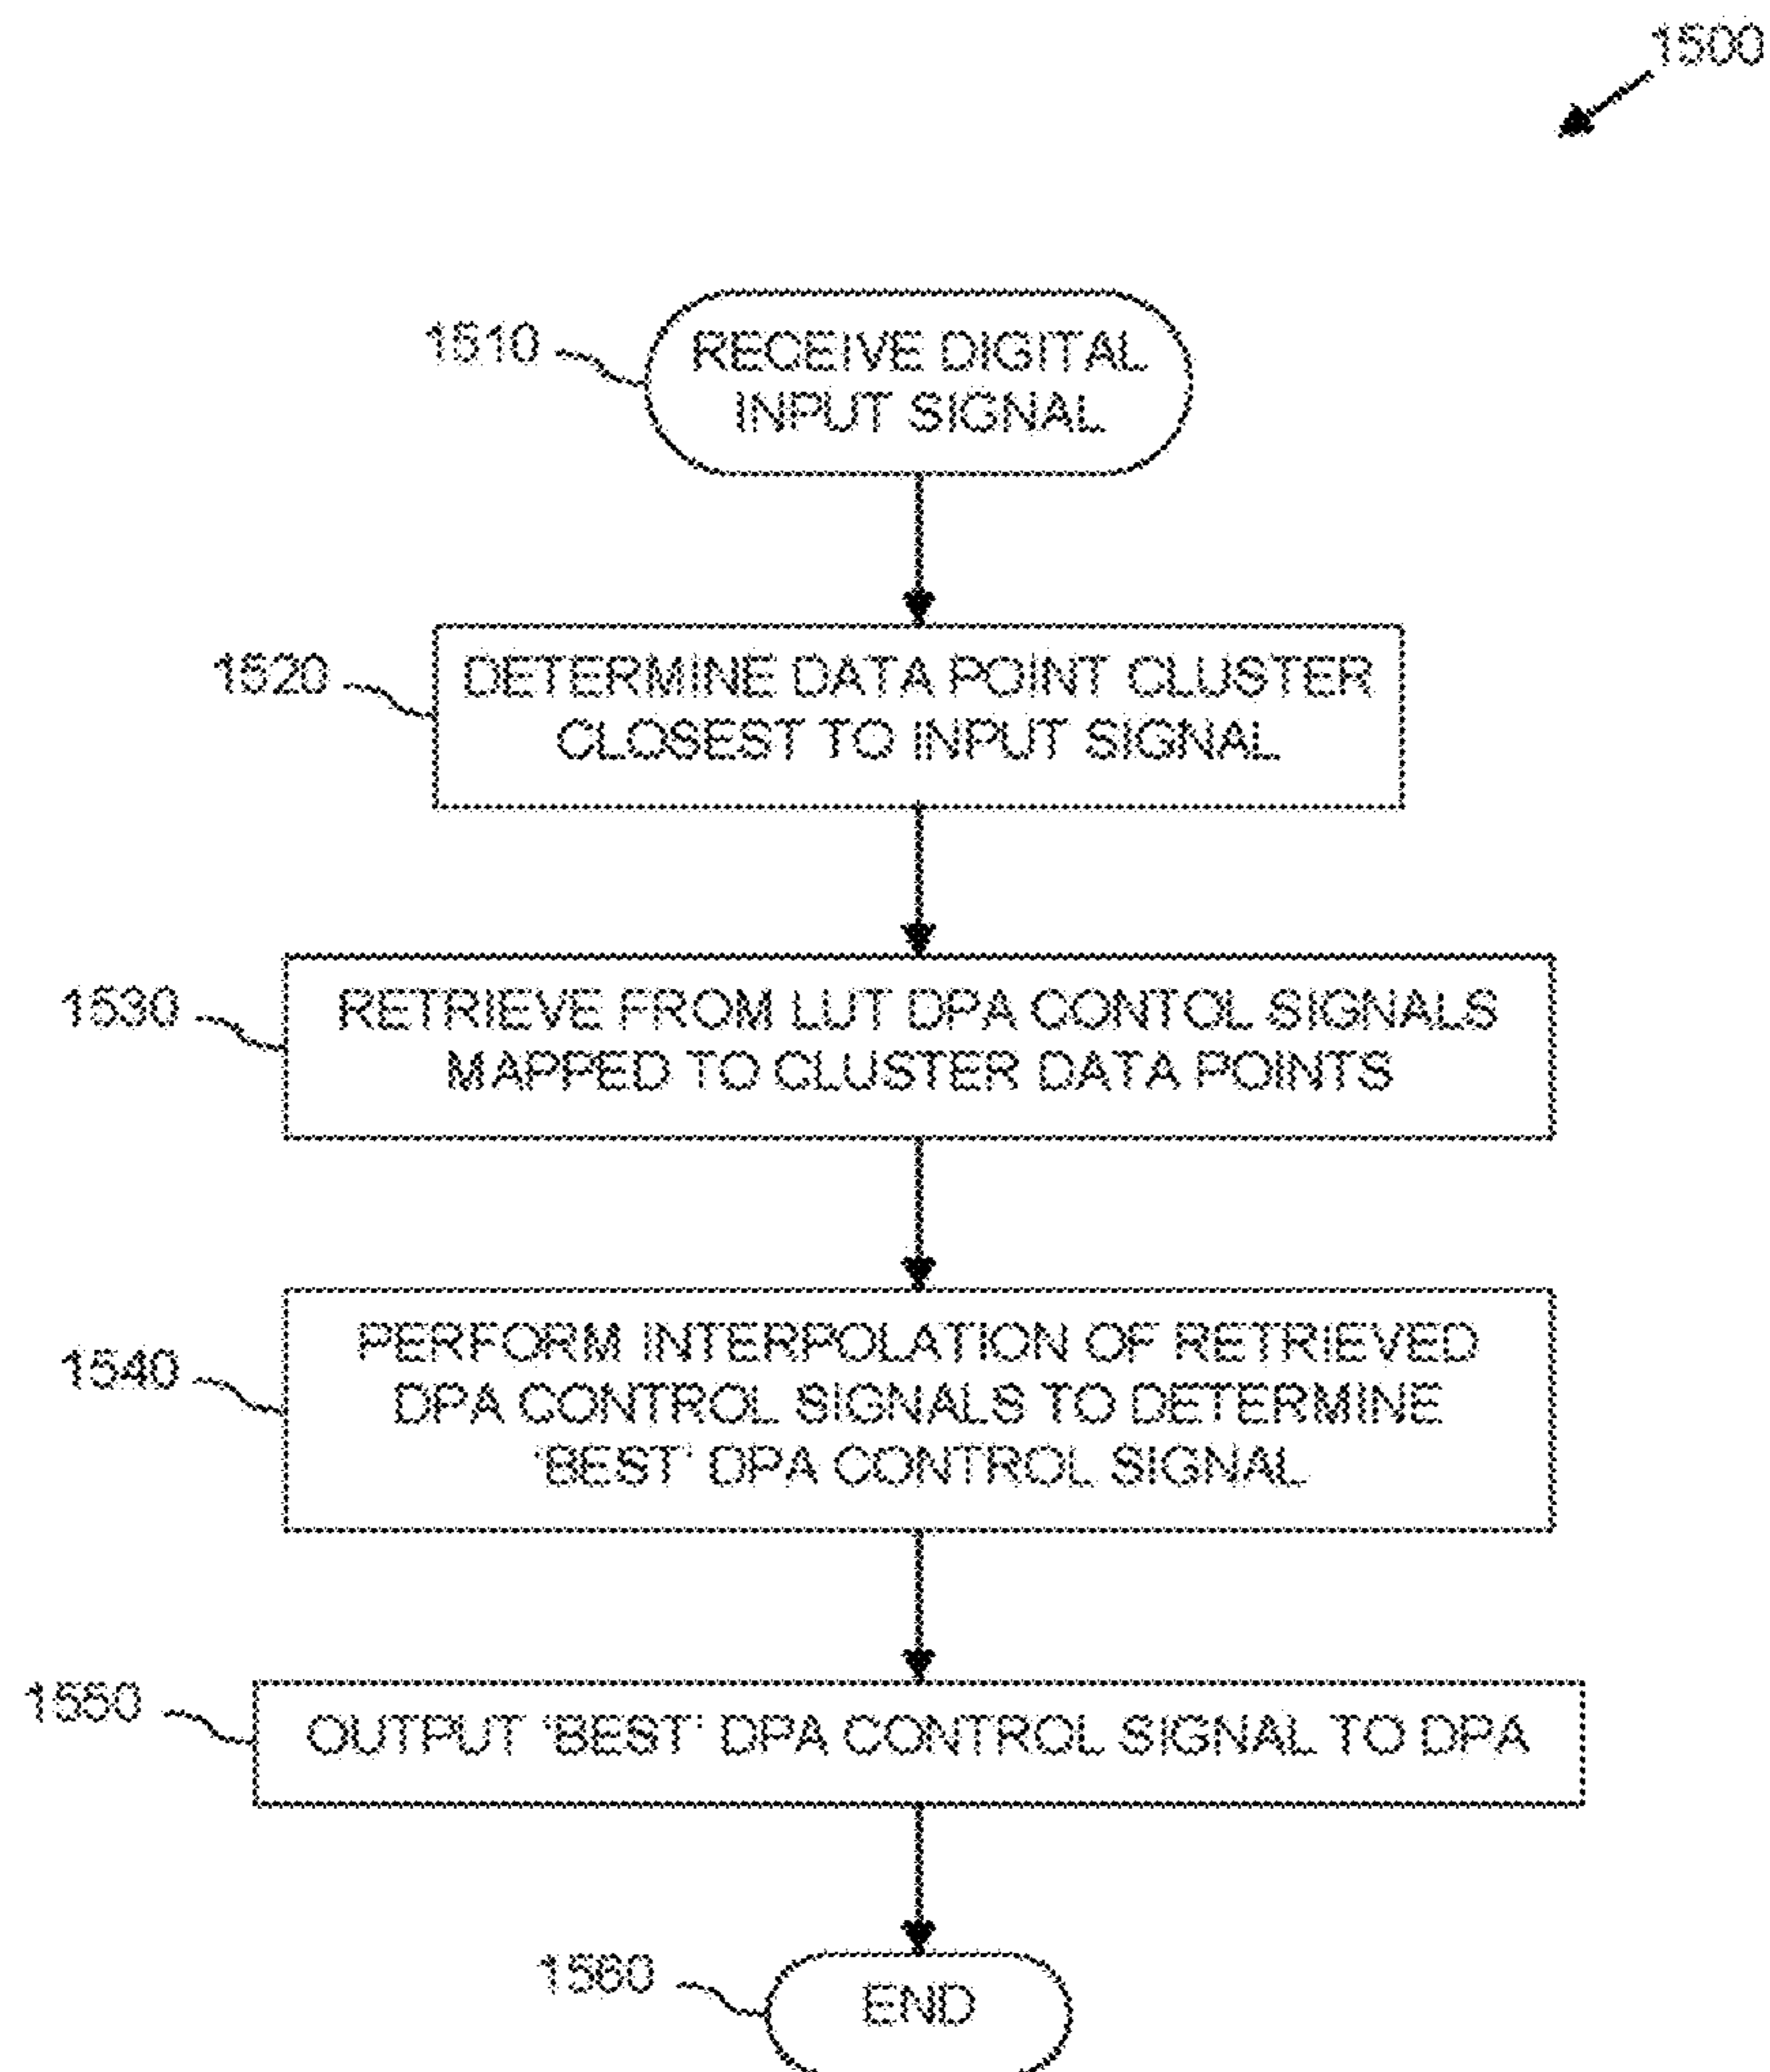 1500
1510
RECEIVE DIGITAL
INPUT SIGNAL
1520
DETERMINE DATA POINT CLUSTER
CLOSEST TO INPUT SIGNAL
1530
RETRIEVE FROM LUT DPA CONTOL SIGNALS
MAPPED TO CLUSTER DATA POINTS
1540
PERFORM INTERPOLATION OF RETRIEVED
DPA CONTROL SIGNALS TO DETERMINE
'BEST' DPA CONTROL SIGNAL
1550
OUTPUT 'BEST' DPA CONTROL SIGNAL TO DPA
1560
END